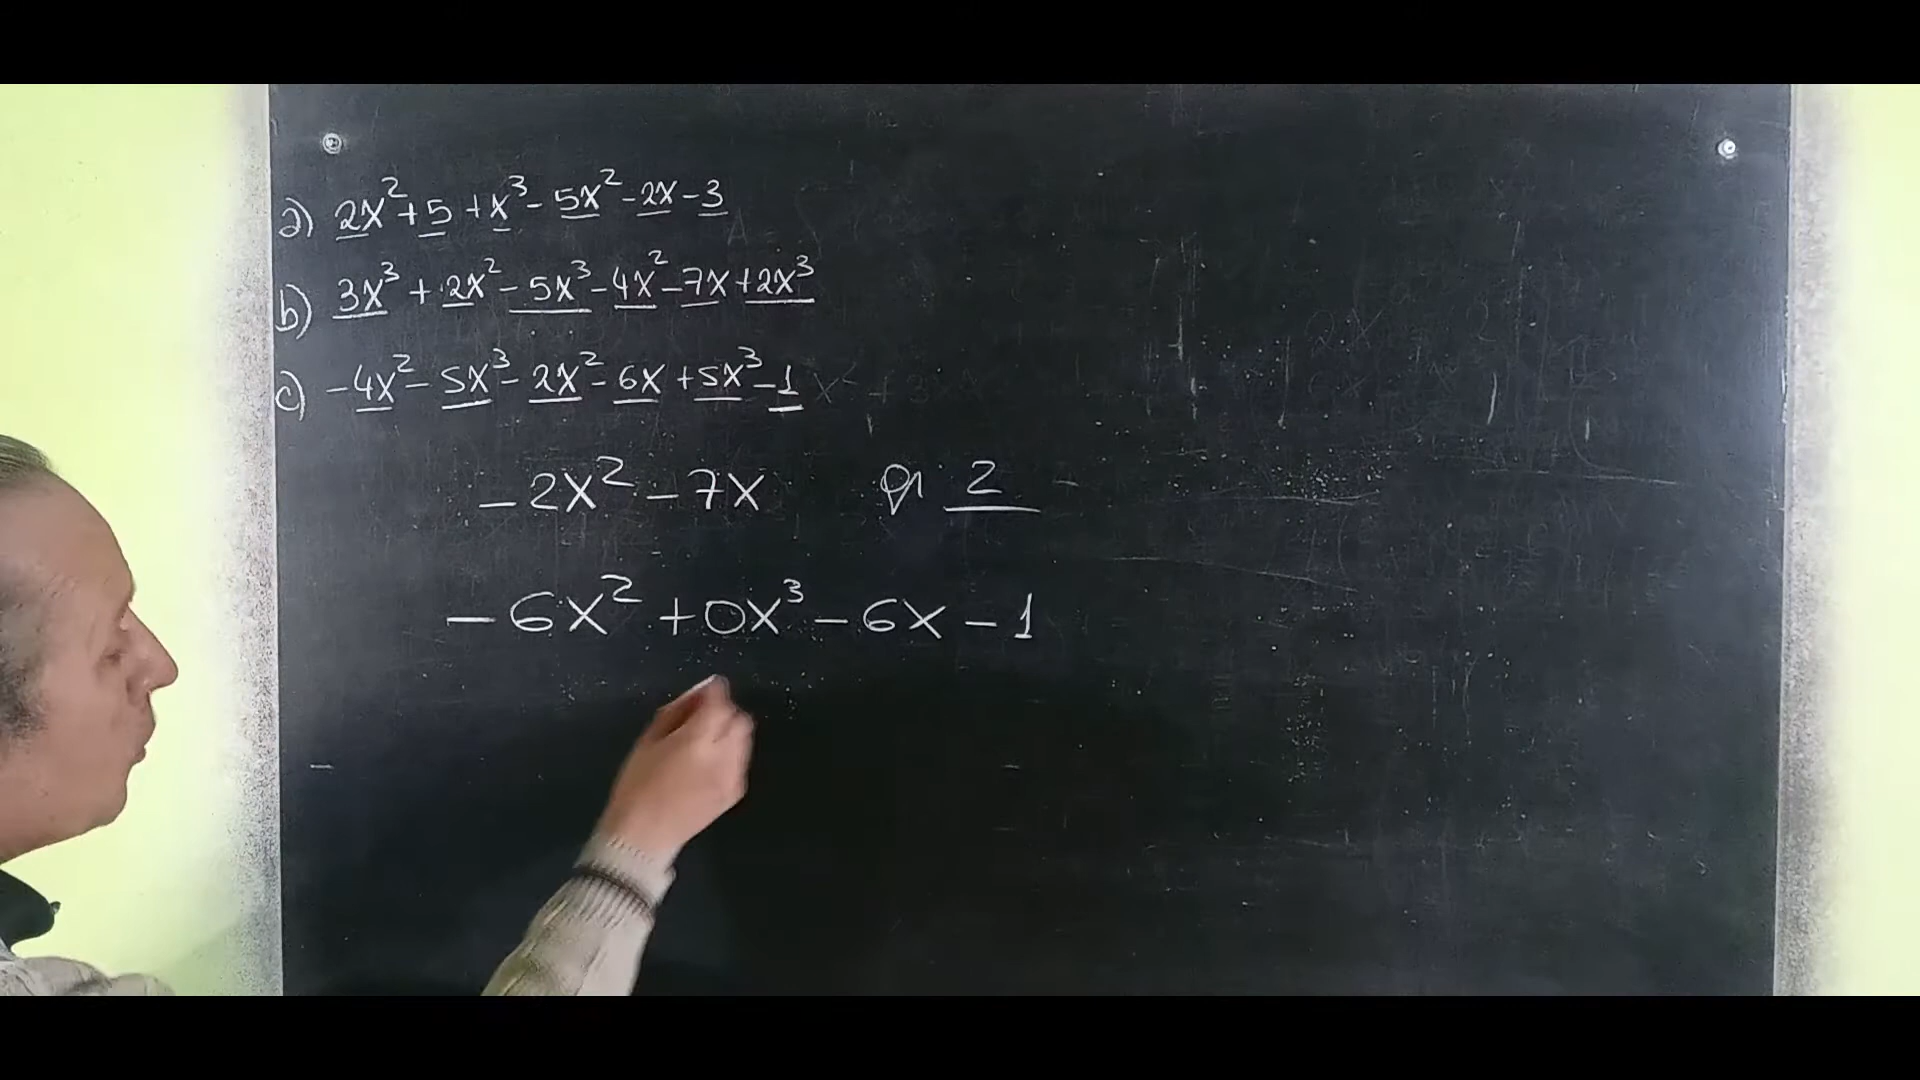 a) 2x² + 5 + x³ - 5x² - 2x - 3
b) 3x³ + 2x² - 5x³ - 4x² - 7x + 2x³
c) -4x² - 5x³ - 2x² - 6x + 5x³ - 1
-2x² - 7x 2
-6x² + 0x³ - 6x - 1